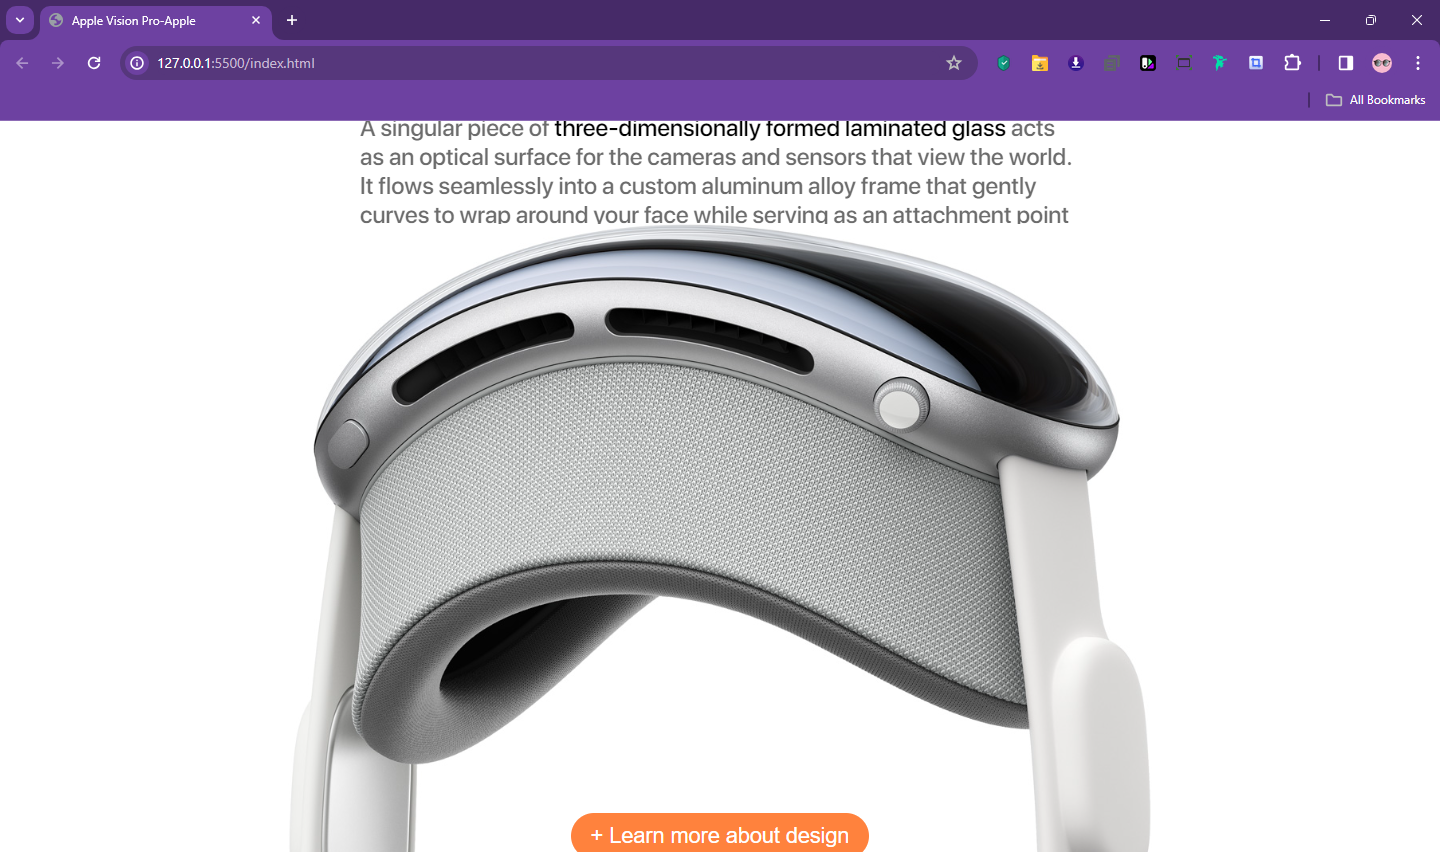 Apple Vision Pro-Apple
127.0.0.1:5500/index.html
All Bookmarks
A singular piece of three-dimensionally formed laminated glass acts
as an optical surface for the cameras and sensors that view the world.
It flows seamlessly into a custom aluminum alloy frame that gently
curves to wrap around your face while serving as an attachment point
+ Learn more about design